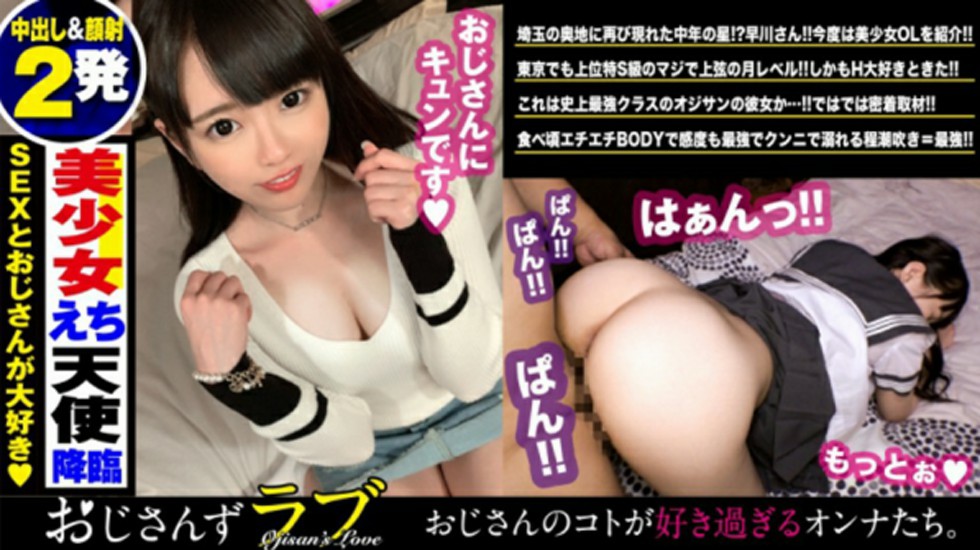 中出し&顔射
2発
美少女えち天使降臨
SEXとおじさんが大好き♥
おじさんに
キュンです♥
埼玉の奥地に再び現れた中年の星!?早川さん!!今度は美少女OLを紹介!!
東京でも上位特S級のマジで上弦の月レベル!!しかもH大好きときた!!
これは史上最強クラスのオジサンの彼女か…!!ではでは密着取材!!
食べ頃エチエチBODYで感度も最強でクンニで溺れる程潮吹き＝最強!!
ぱん!!
ぱん!!
はぁんっ!!
ぱん!!
もっとぉ♥
おじさんずラブ
Ojisan's Love
おじさんのコトが好き過ぎるオンナたち。